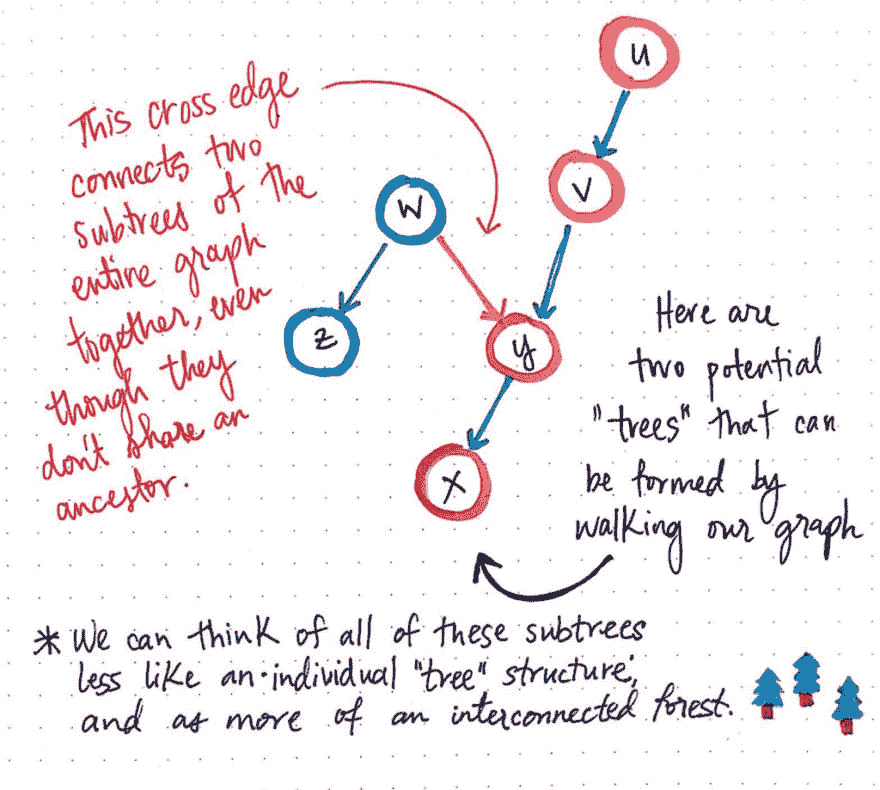 This cross edge
connects two
subtrees of the
entire graph
together, even
though they
don't share an
ancestor.
u
v
w
z
y
x
Here are
two potential
"trees" that can
be formed by
walking our graph
* We can think of all of these subtrees
less like an individual "tree" structure,
and as more of an interconnected forest.